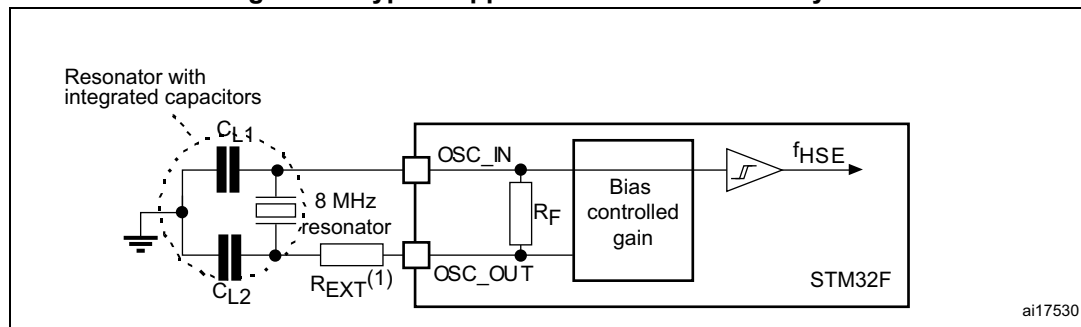 Resonator with
integrated capacitors
CL1
OSC_IN
fHSE
8 MHz
resonator
RF
Bias
controlled
gain
REXT(1)
OSC_OUT
STM32F
CL2
ai17530